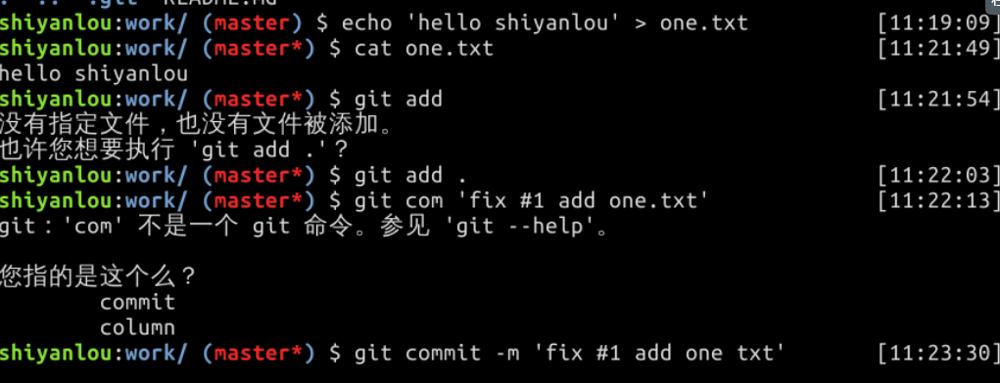 shiyanlou:work/ (master) $ echo 'hello shiyanlou' > one.txt [11:19:09]
shiyanlou:work/ (master*) $ cat one.txt [11:21:49]
hello shiyanlou
shiyanlou:work/ (master*) $ git add [11:21:54]
没有指定文件，也没有文件被添加。
也许您想要执行 'git add .'？
shiyanlou:work/ (master*) $ git add . [11:22:03]
shiyanlou:work/ (master*) $ git com 'fix #1 add one.txt' [11:22:13]
git：'com' 不是一个 git 命令。参见 'git --help'。
您指的是这个么？
commit
column
shiyanlou:work/ (master*) $ git commit -m 'fix #1 add one txt' [11:23:30]